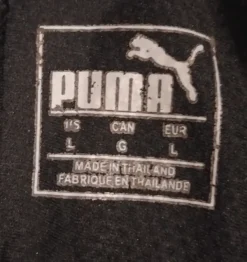 PUMA
US CAN EUR
L G L
MADE IN THAILAND
FABRIQUE EN THAILANDE